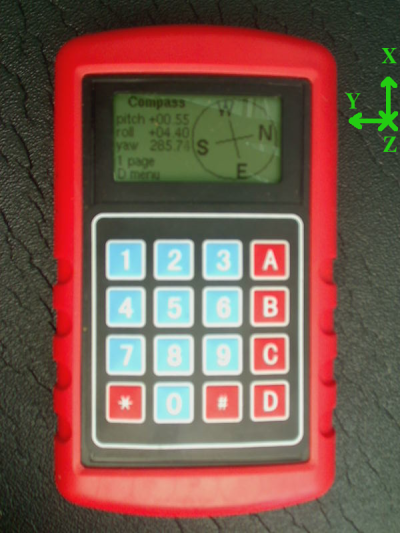 Compass
pitch +00.55
roll +04.40
yaw 285.74
1 page
D menu
W
N
S
E
X
Y
Z
1 2 3 A
4 5 6 B
7 8 9 C
* 0 # D